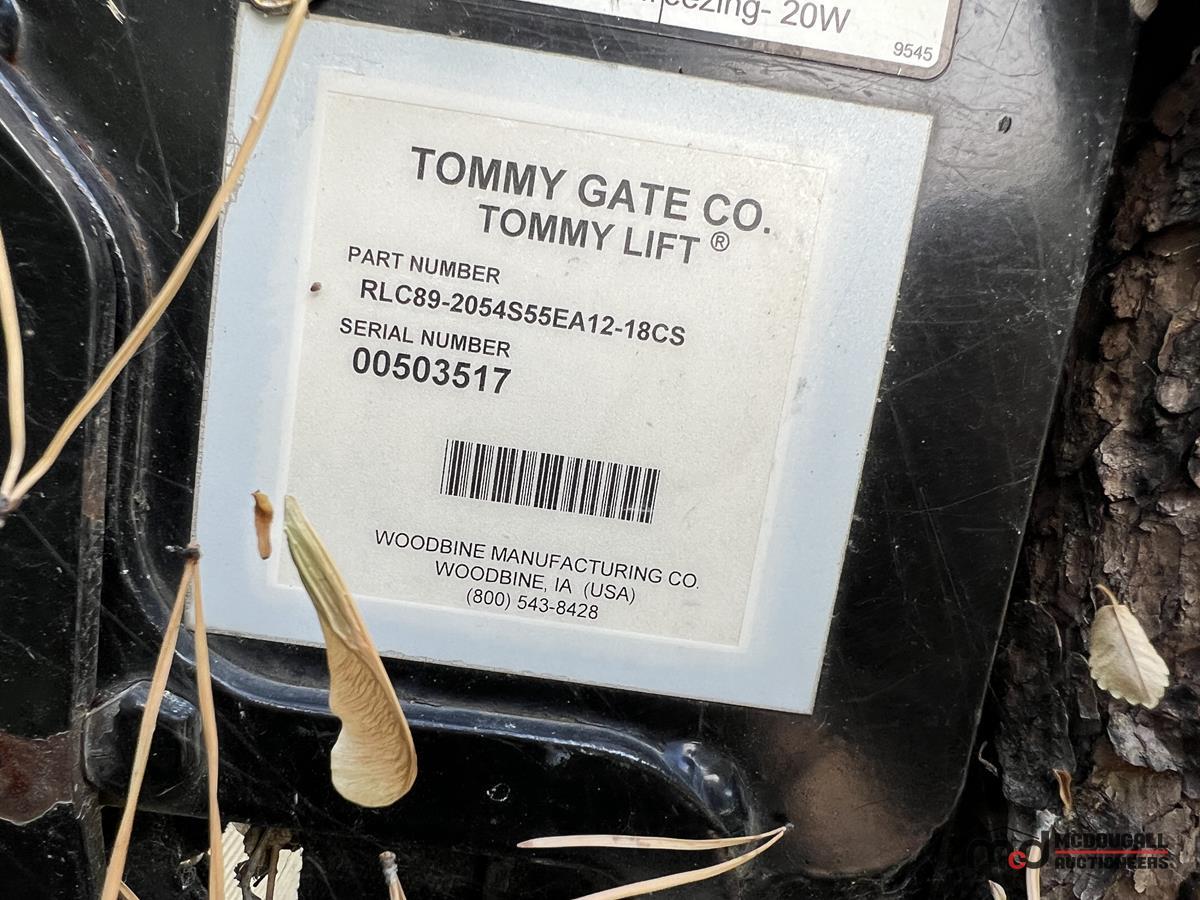 ezing- 20W
9545
TOMMY GATE CO.
TOMMY LIFT ®
PART NUMBER
RLC89-2054S55EA12-18CS
SERIAL NUMBER
00503517
WOODBINE MANUFACTURING CO.
WOODBINE, IA (USA)
(800) 543-8428
mcd MCDOUGALL
AUCTIONEERS